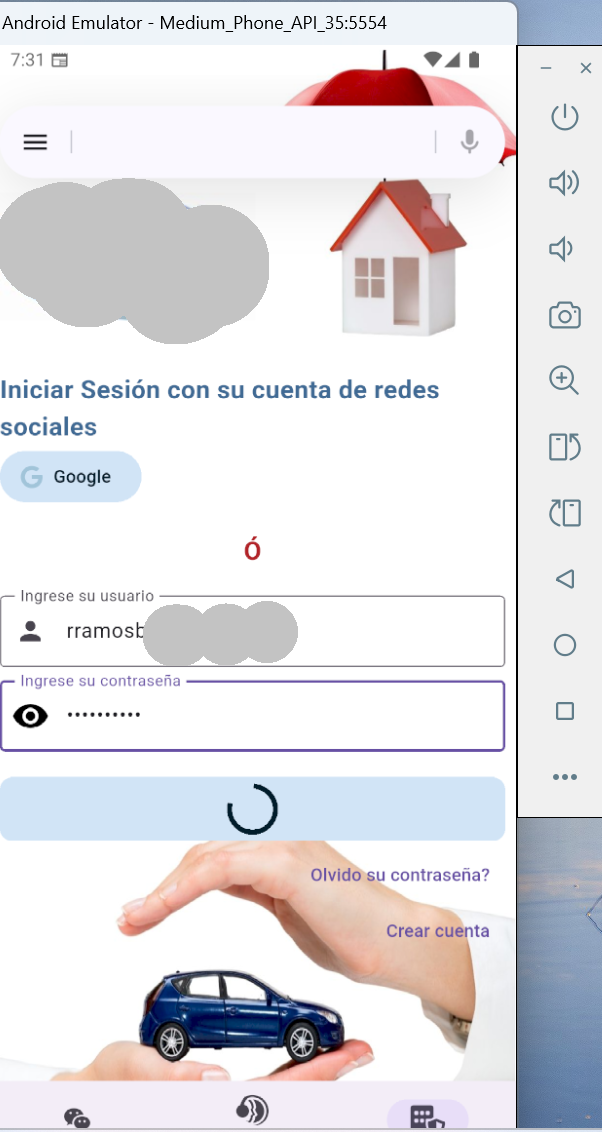 Android Emulator - Medium_Phone_API_35:5554
7:31
Iniciar Sesión con su cuenta de redes
sociales
Google
Ó
Ingrese su usuario
rramosb
Ingrese su contraseña
••••••••••
Olvido su contraseña?
Crear cuenta